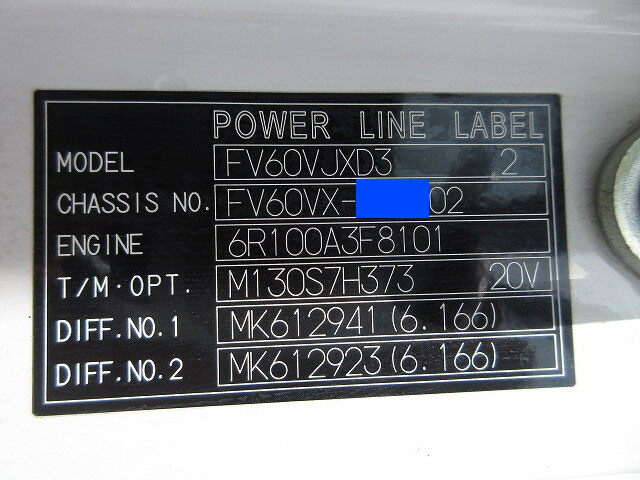 POWER LINE LABEL
MODEL FV60VJXD3 2
CHASSIS NO. FV60VX- 02
ENGINE 6R100A3F8101
T/M·OPT. M130S7H373 20V
DIFF.NO.1 MK612941(6.166)
DIFF.NO.2 MK612923(6.166)